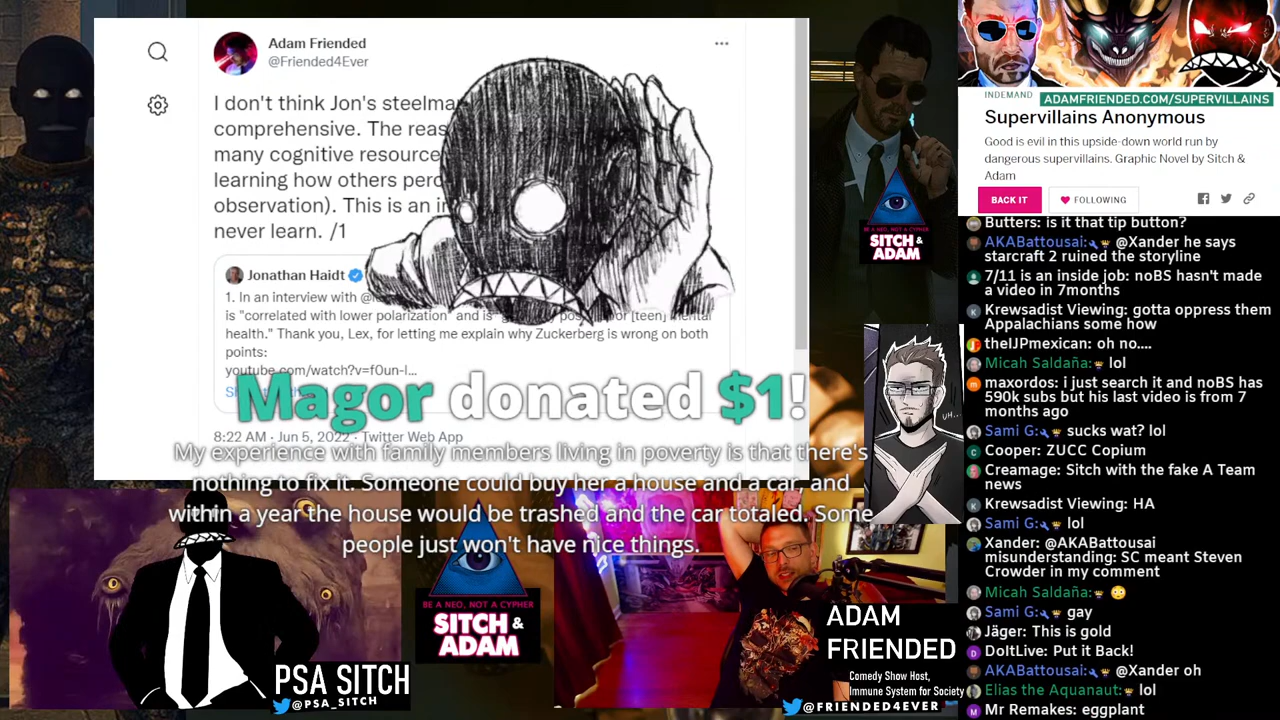 Adam Friended
@Friended4Ever
I don't think Jon's steelma
comprehensive. The reas
many cognitive resource
learning how others perc
observation). This is an in
never learn. /1
Jonathan Haidt
1. In an interview with
is "correlated with lower polarization" and is
health." Thank you, Lex, for letting me explain why Zuckerberg is wrong on both
points:
youtube.com/watch?v=f0un-l...
8:22 AM · Jun 5, 2022 · Twitter Web App
Magor donated $1!
My experience with family members living in poverty is that there's
nothing to fix it. Someone could buy her a house and a car, and
within a year the house would be trashed and the car totaled. Some
people just won't have nice things.
BE A NEO, NOT A CYPHER
SITCH &
ADAM
UH...
PSA SITCH
@PSA_SITCH
BE A NEO, NOT A CYPHER
SITCH &
ADAM
ADAM
FRIENDED
Comedy Show Host,
Immune System for Society
@FRIENDED4EVER
INDEMAND
ADAMFRIENDED.COM/SUPERVILLAINS
Supervillains Anonymous
Good is evil in this upside-down world run by
dangerous supervillains. Graphic Novel by Sitch &
Adam
BACK IT
FOLLOWING
Butters: is it that tip button?
AKABattousai: @Xander he says
starcraft 2 ruined the storyline
7/11 is an inside job: noBS hasn't made
a video in 7months
Krewsadist Viewing: gotta oppress them
Appalachians some how
theIJPmexican: oh no....
Micah Saldaña: lol
maxordos: i just search it and noBS has
590k subs but his last video is from 7
months ago
Sami G: sucks wat? lol
Cooper: ZUCC Copium
Creamage: Sitch with the fake A Team
news
Krewsadist Viewing: HA
Sami G: lol
Xander: @AKABattousai
misunderstanding: SC meant Steven
Crowder in my comment
Micah Saldaña: 😳
Sami G: gay
Jäger: This is gold
DoItLive: Put it Back!
AKABattousai: @Xander oh
Elias the Aquanaut: lol
Mr Remakes: eggplant